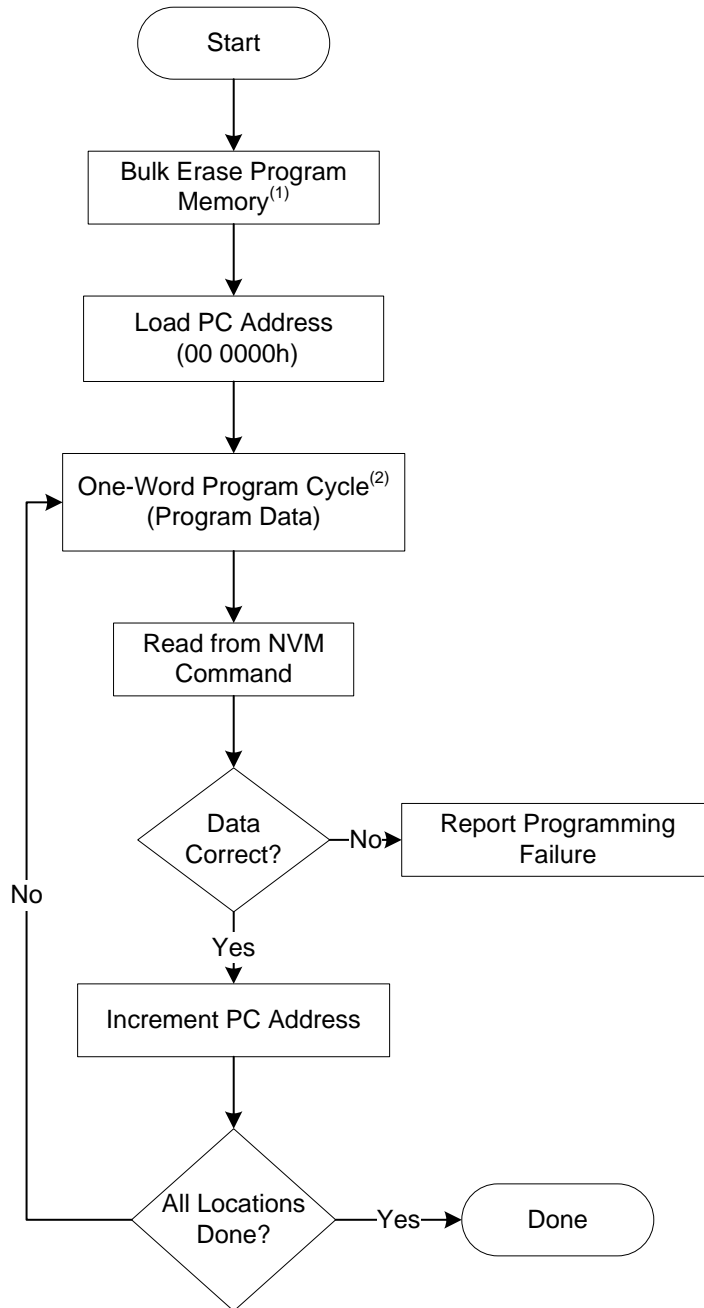 Start
Bulk Erase Program
Memory(1)
Load PC Address
(00 0000h)
One-Word Program Cycle(2)
(Program Data)
Read from NVM
Command
Data
Correct?
No
Report Programming
Failure
No
Yes
Increment PC Address
All Locations
Done?
Yes
Done